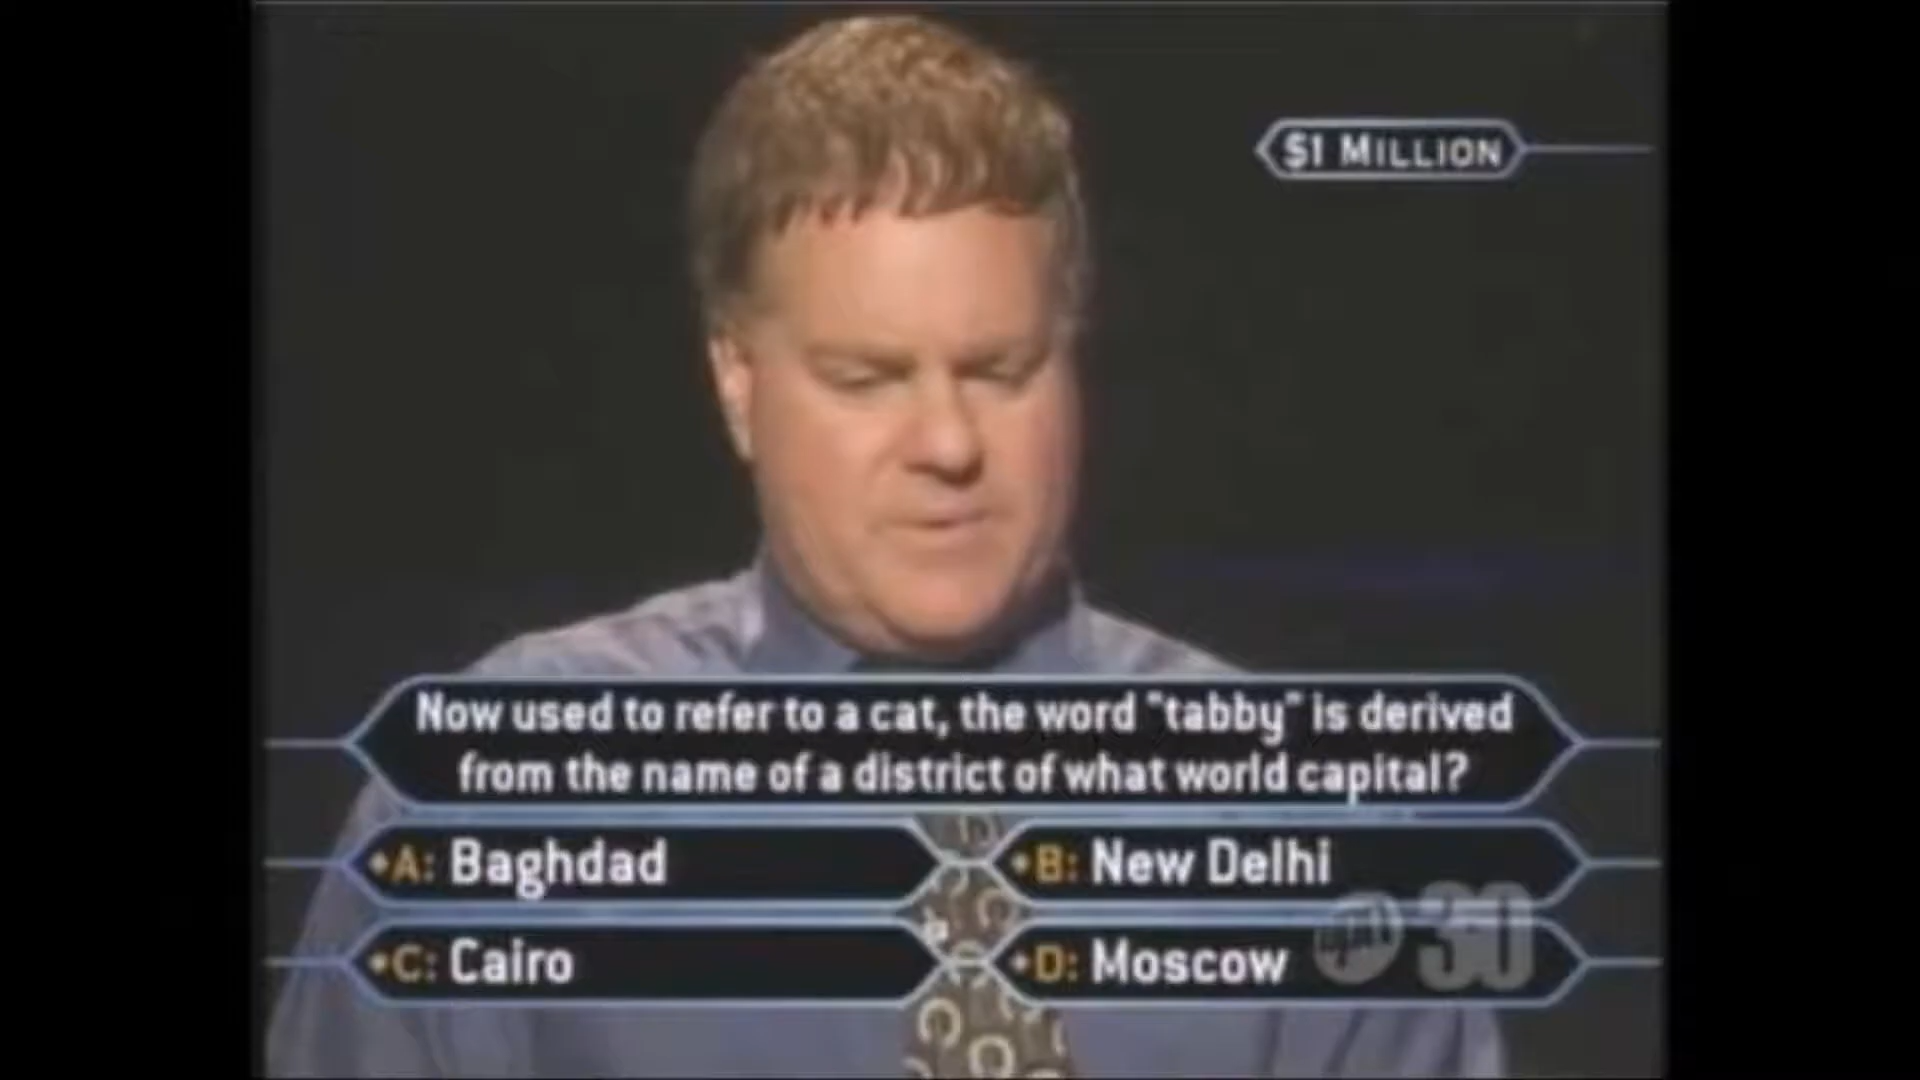 $1 MILLION
Now used to refer to a cat, the word "tabby" is derived
from the name of a district of what world capital?
A: Baghdad
B: New Delhi
C: Cairo
D: Moscow
30